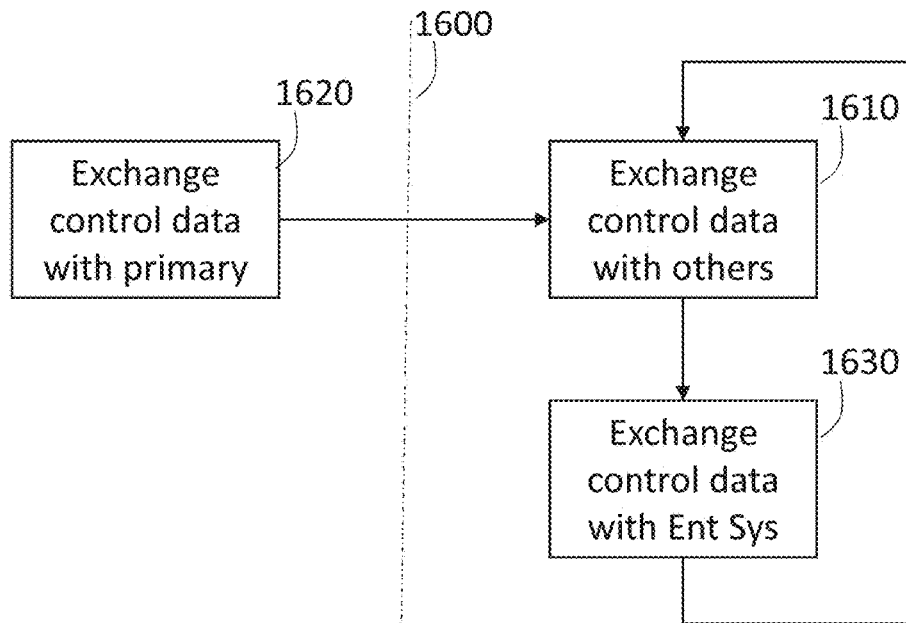 1600
1620
1610
Exchange
control data
with primary
Exchange
control data
with others
1630
Exchange
control data
with Ent Sys